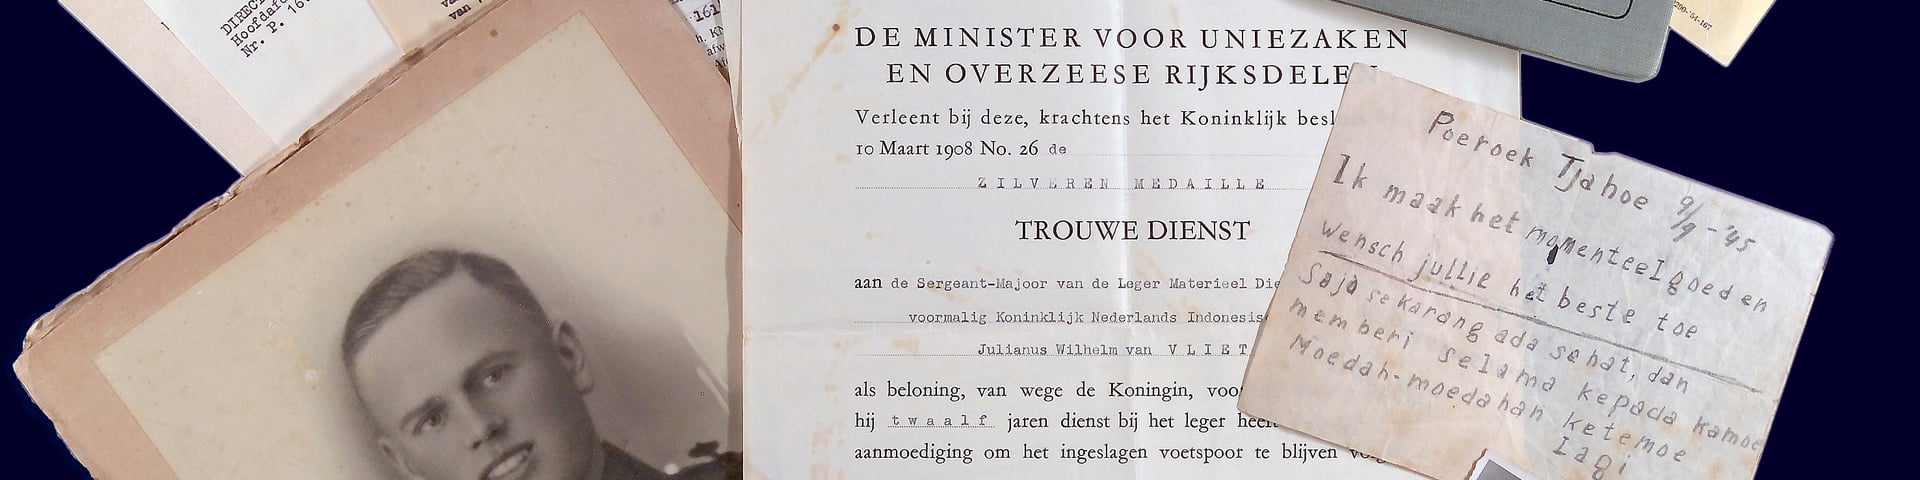 Nr. P.
van
DE MINISTER VOOR UNIEZAKEN
EN OVERZEESE RIJKSDELEN
Verleent bij deze, krachtens het Koninklijk besl
10 Maart 1908 No. 26 de
ZILVEREN MEDAILLE
TROUWE DIENST
aan de Sergeant-Majoor van de Leger Materieel Die
voormalig Koninklijk Nederlands Indonesisc
Julianus Wilhelm van VLIET
als beloning, van wege de Koningin, voor
hij twaalf jaren dienst bij het leger heeft
aanmoediging om het ingeslagen voetspoor te blijven
Poeroek Tjahoe 9/9-'45
Ik maak het momenteel goed en
wensch jullie het beste toe
Saja sekarang ada sehat, dan
memberi selama kepada kamoe
Moedah-moedahan ketemoe
lagi